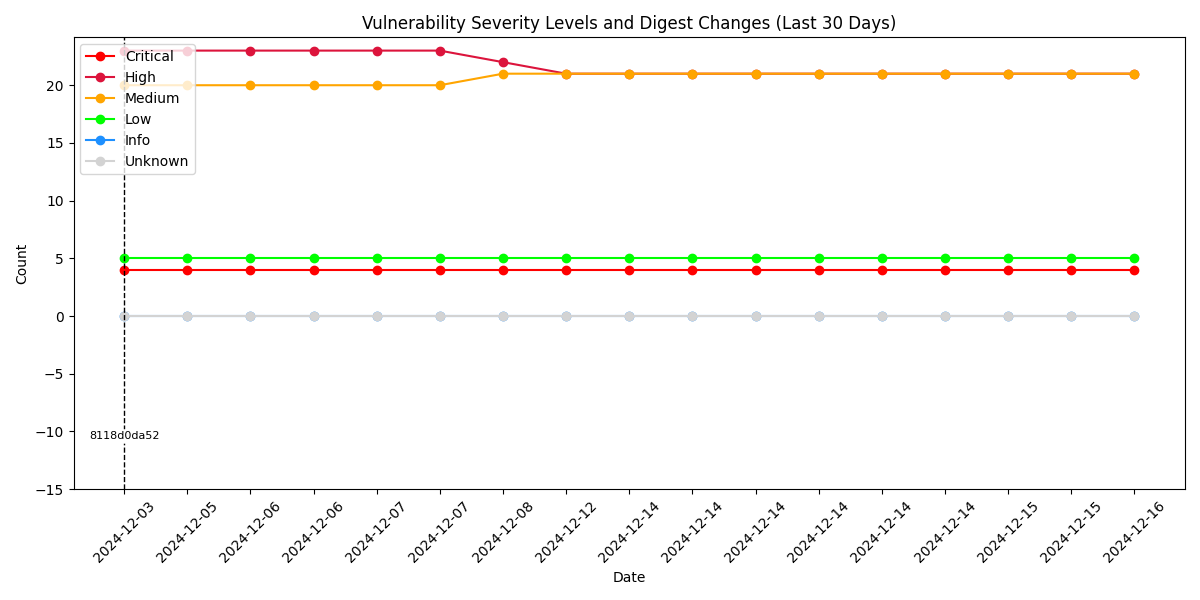 Vulnerability Severity Levels and Digest Changes (Last 30 Days)
Critical
High
Medium
Low
Info
Unknown
20
15
10
5
0
−5
−10
−15
Count
8118d0da52
2024-12-03
2024-12-05
2024-12-06
2024-12-06
2024-12-07
2024-12-07
2024-12-08
2024-12-12
2024-12-14
2024-12-14
2024-12-14
2024-12-14
2024-12-14
2024-12-14
2024-12-15
2024-12-15
2024-12-16
Date